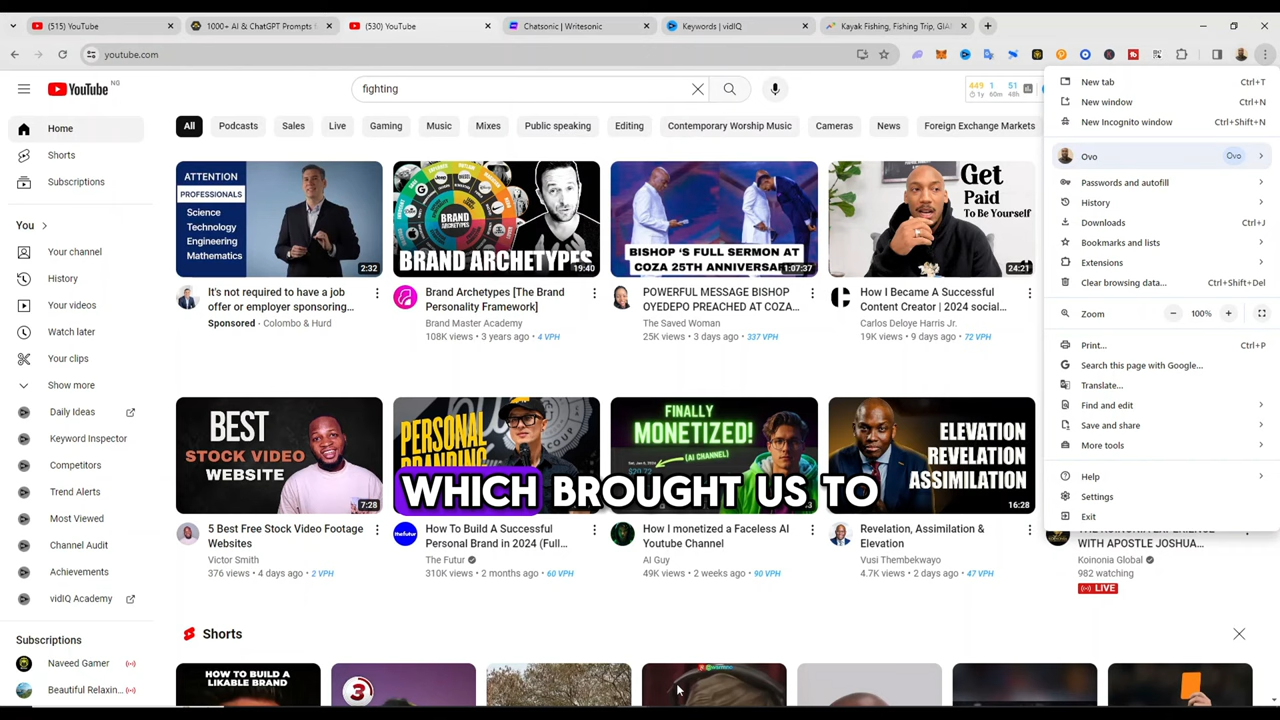 (515) YouTube
1000+ AI & ChatGPT Prompts
(530) YouTube
Chatsonic | Writesonic
Keywords | vidIQ
Kayak Fishing, Fishing Trip, GIA
youtube.com
YouTube NG
fighting
449 1 51
1y 60m 48h
All
Podcasts
Sales
Live
Gaming
Music
Mixes
Public speaking
Editing
Contemporary Worship Music
Cameras
News
Foreign Exchange Markets
Home
Shorts
Subscriptions
You
Your channel
History
Your videos
Watch later
Your clips
Show more
Daily Ideas
Keyword Inspector
Competitors
Trend Alerts
Most Viewed
Channel Audit
Achievements
vidIQ Academy
Subscriptions
Naveed Gamer
Beautiful Relaxin...
ATTENTION
PROFESSIONALS
Science
Technology
Engineering
Mathematics
2:32
It's not required to have a job
offer or employer sponsoring...
Sponsored · Colombo & Hurd
BRAND
ARCHETYPES
BRAND ARCHETYPES
19:40
Brand Archetypes [The Brand
Personality Framework]
Brand Master Academy
108K views • 3 years ago • 4 VPH
BISHOP 'S FULL SERMON AT
COZA 25TH ANNIVERSAR
1:07:37
POWERFUL MESSAGE BISHOP
OYEDEPO PREACHED AT COZA...
The Saved Woman
25K views • 3 days ago • 337 VPH
Get
Paid
To Be Yourself
24:21
How I Became A Successful
Content Creator | 2024 social...
Carlos Deloye Harris Jr.
19K views • 9 days ago • 72 VPH
BEST
STOCK VIDEO
WEBSITE
7:28
5 Best Free Stock Video Footage
Websites
Victor Smith
376 views • 4 days ago • 2 VPH
PERSONAL
How To Build A Successful
Personal Brand in 2024 (Full...
The Futur
310K views • 2 months ago • 60 VPH
FINALLY
MONETIZED!
(AI CHANNEL)
How I monetized a Faceless AI
Youtube Channel
AI Guy
49K views • 2 weeks ago • 90 VPH
ELEVATION
REVELATION
ASSIMILATION
16:28
Revelation, Assimilation &
Elevation
Vusi Thembekwayo
4.7K views • 2 days ago • 47 VPH
WITH APOSTLE JOSHUA...
Koinonia Global
982 watching
LIVE
WHICH BROUGHT US TO
Shorts
HOW TO BUILD A
LIKABLE BRAND
3
New tab Ctrl+T
New window Ctrl+N
New Incognito window Ctrl+Shift+N
Ovo Ovo
Passwords and autofill
History
Downloads Ctrl+J
Bookmarks and lists
Extensions
Clear browsing data... Ctrl+Shift+Del
Zoom − 100% +
Print... Ctrl+P
Search this page with Google...
Translate...
Find and edit
Save and share
More tools
Help
Settings
Exit